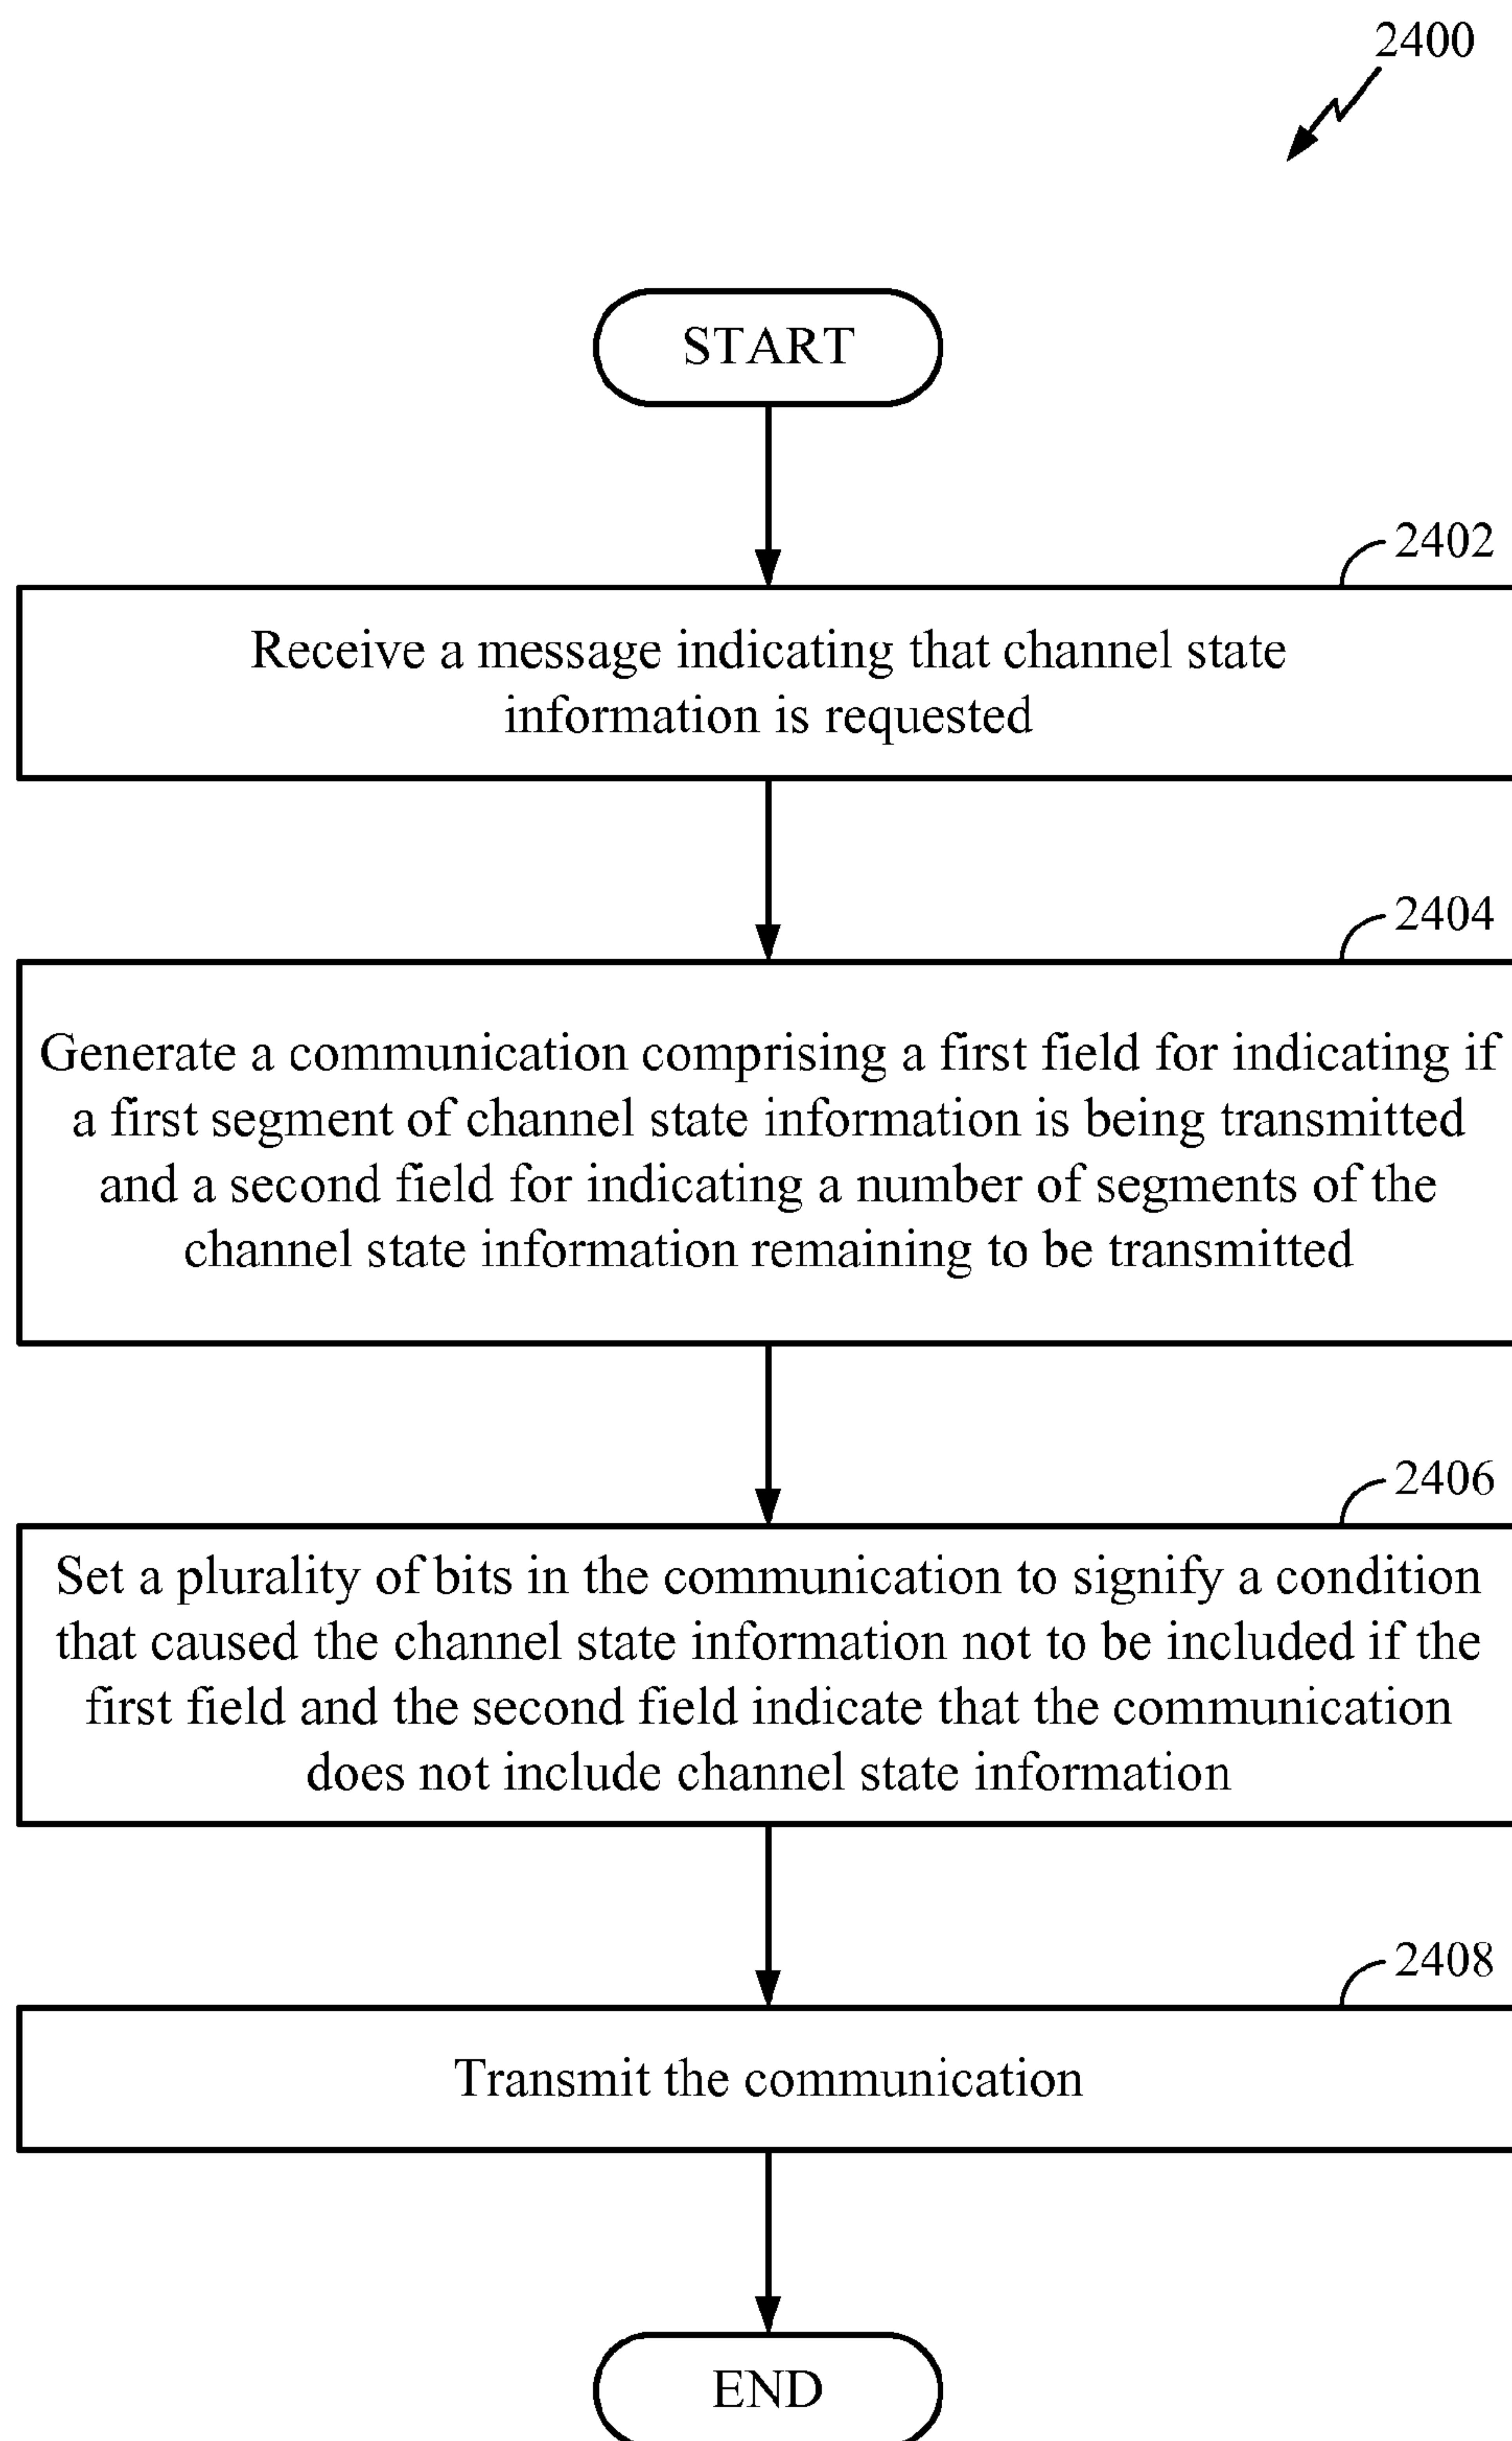 2400
START
2402
Receive a message indicating that channel state
information is requested
2404
Generate a communication comprising a first field for indicating if
a first segment of channel state information is being transmitted
and a second field for indicating a number of segments of the
channel state information remaining to be transmitted
2406
Set a plurality of bits in the communication to signify a condition
that caused the channel state information not to be included if the
first field and the second field indicate that the communication
does not include channel state information
2408
Transmit the communication
END